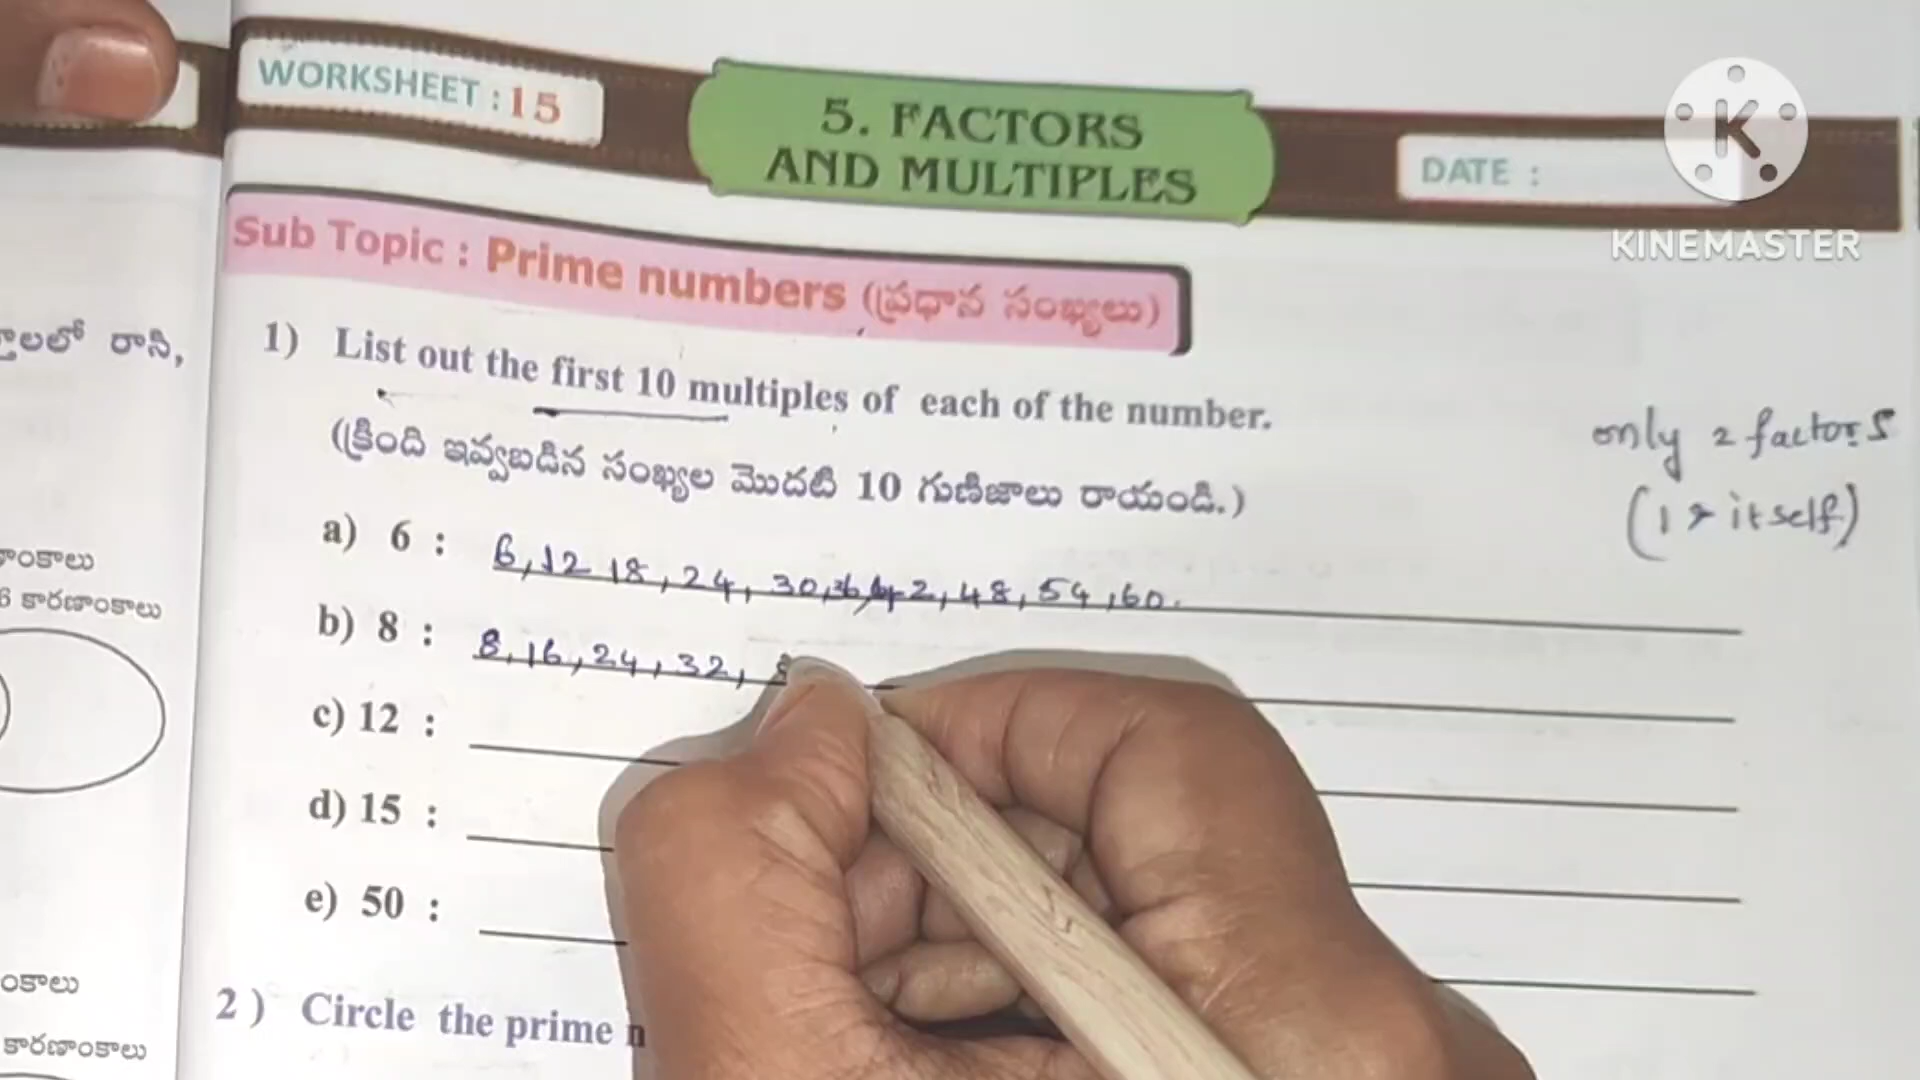 WORKSHEET : 15
5. FACTORS
AND MULTIPLES
DATE :
KINEMASTER
Sub Topic : Prime numbers (ప్రధాన సంఖ్యలు)
రాసి,
1) List out the first 10 multiples of each of the number.
(క్రింది ఇవ్వబడిన సంఖ్యల మొదటి 10 గుణిజాలు రాయండి.)
only 2 factors
(1 & itself)
a) 6 : 6, 12 18, 24, 30, 36, 42, 48, 54, 60.
6 కారణాంకాలు
b) 8 : 8, 16, 24, 32,
c) 12 :
d) 15 :
e) 50 :
2 ) Circle the prime n
కారణాంకాలు